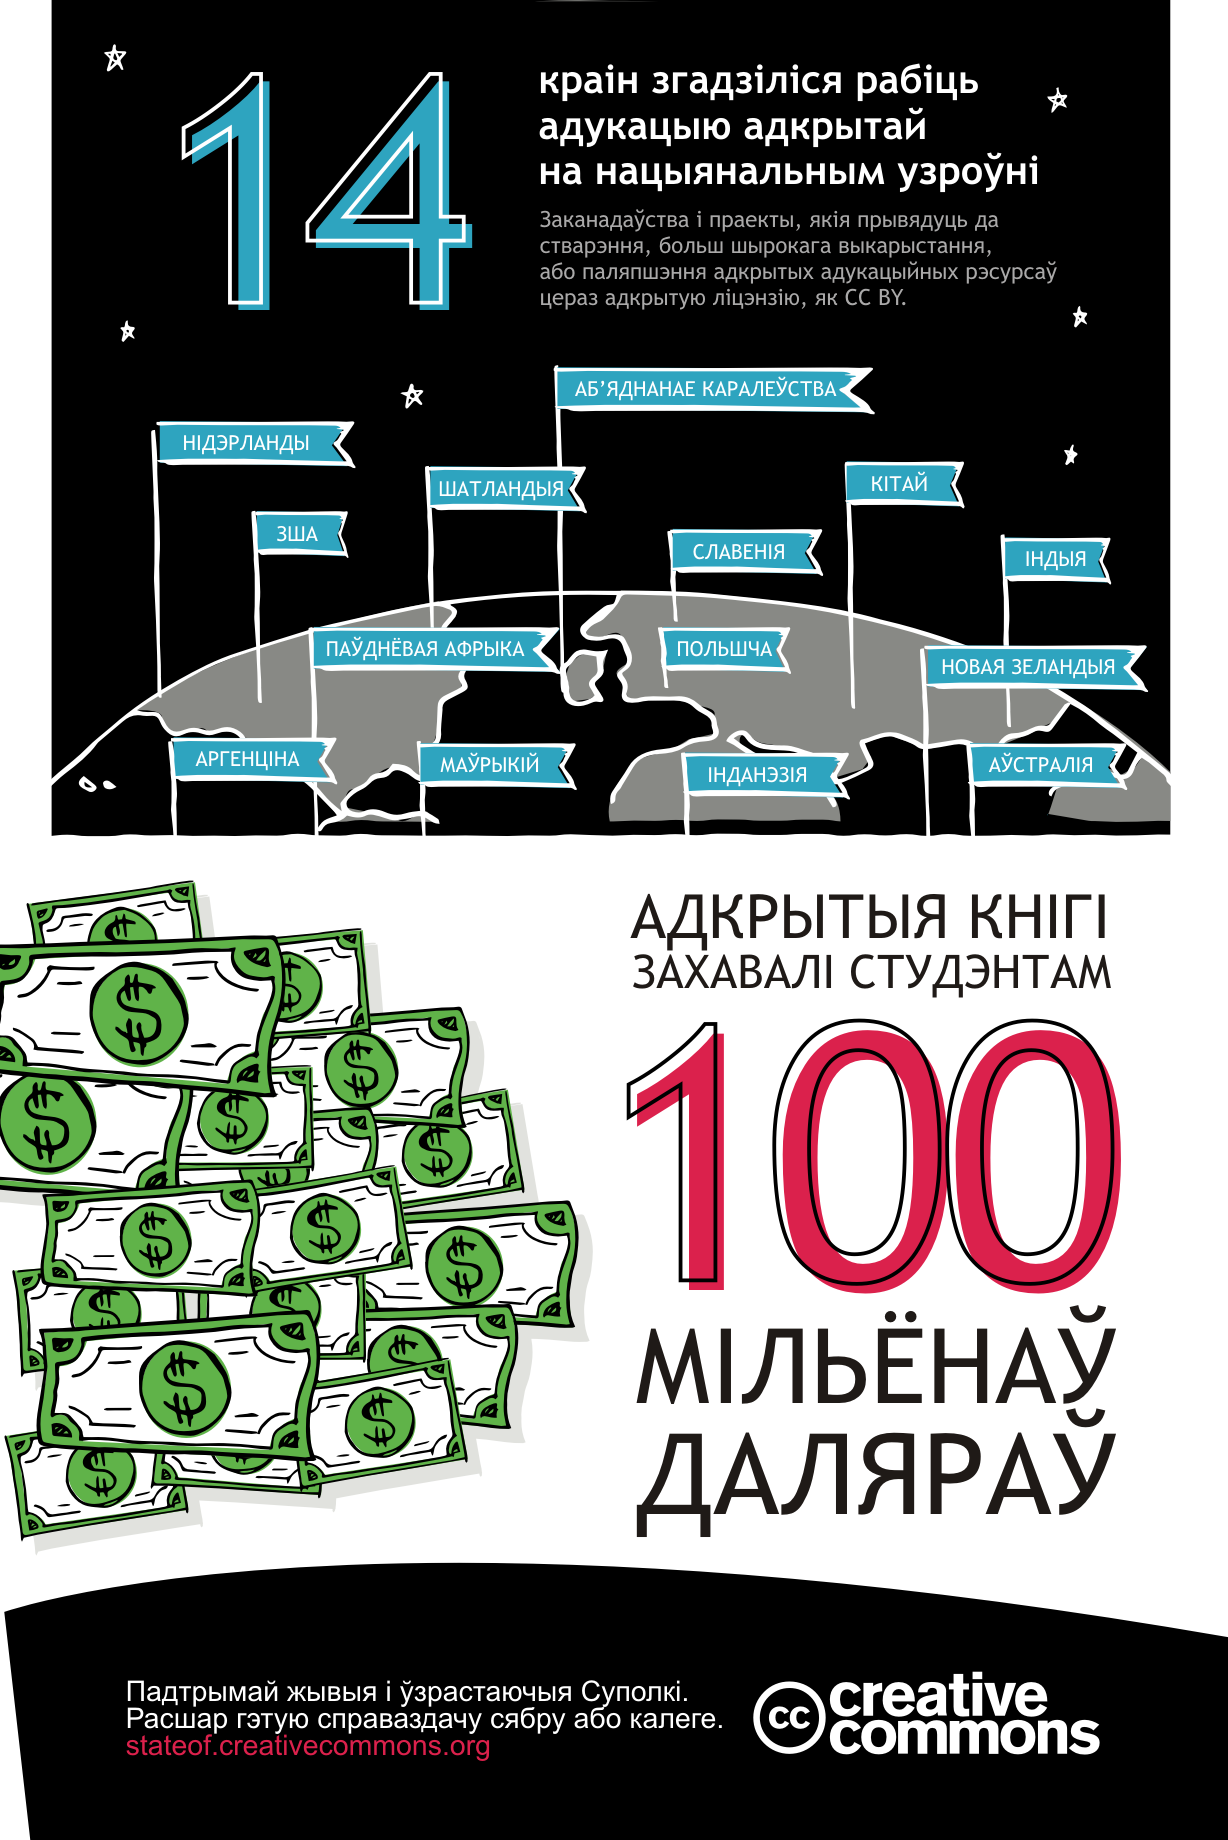 14
краін згадзіліся рабіць
адукацыю адкрытай
на нацыянальным узроўні
Заканадаўства і праекты, якія прывядуць да
стварэння, больш шырокага выкарыстання,
або паляпшэння адкрытых адукацыйных рэсурсаў
цераз адкрытую ліцэнзію, як CC BY.
АБ’ЯДНАНАЕ КАРАЛЕЎСТВА
НІДЭРЛАНДЫ
ШАТЛАНДЫЯ
КІТАЙ
ЗША
СЛАВЕНІЯ
ІНДЫЯ
ПАЎДНЁВАЯ АФРЫКА
ПОЛЬШЧА
НОВАЯ ЗЕЛАНДЫЯ
АРГЕНЦІНА
МАЎРЫКІЙ
ІНДАНЭЗІЯ
АЎСТРАЛІЯ
АДКРЫТЫЯ КНІГІ
ЗАХАВАЛІ СТУДЭНТАМ
100
МІЛЬЁНАЎ
ДАЛЯРАЎ
Падтрымай жывыя і ўзрастаючыя Суполкі.
Расшар гэтую справаздачу сябру або калеге.
stateof.creativecommons.org
cc creative
commons